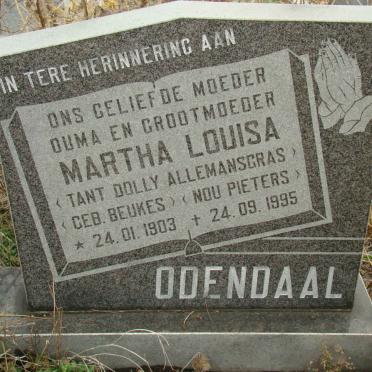 IN TERE HERINNERING AAN
ONS GELIEFDE MOEDER
OUMA EN GROOTMOEDER
MARTHA LOUISA
(TANT DOLLY ALLEMANSGRAS)
(GEB. BEUKES) (NOU PIETERS)
* 24.01.1903 + 24.09.1995
ODENDAAL